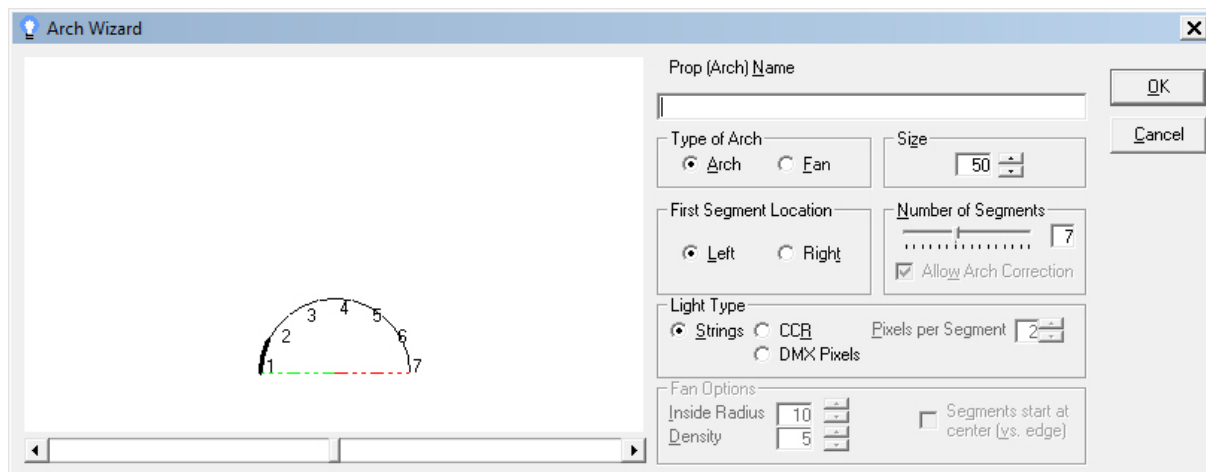 Arch Wizard
Prop (Arch) Name
OK
Cancel
Type of Arch
Arch Fan
Size
50
First Segment Location
Left Right
Number of Segments
7
Allow Arch Correction
Light Type
Strings CCR
DMX Pixels
Pixels per Segment 2
Fan Options
Inside Radius 10
Density 5
Segments start at
center (vs. edge)
1 2 3 4 5 6 7